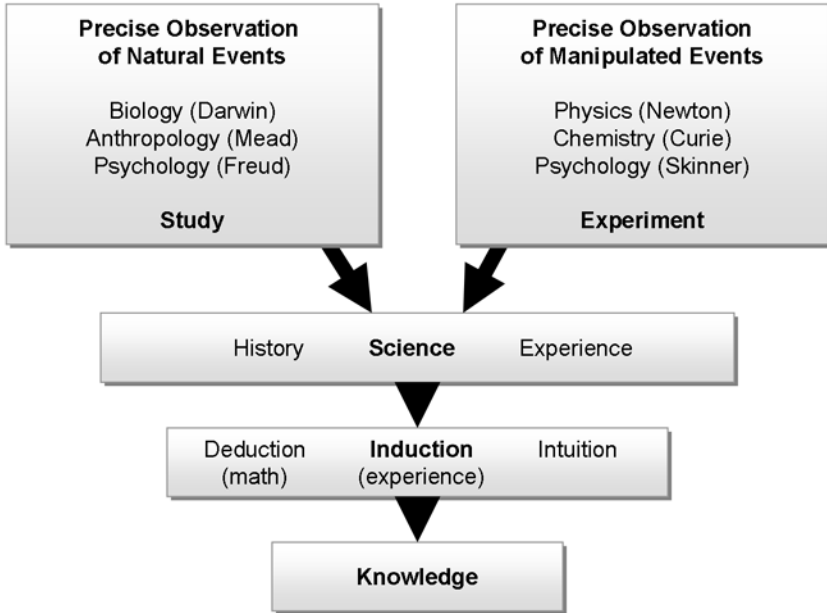 Precise Observation
of Natural Events
Biology (Darwin)
Anthropology (Mead)
Psychology (Freud)
Study
Precise Observation
of Manipulated Events
Physics (Newton)
Chemistry (Curie)
Psychology (Skinner)
Experiment
History Science Experience
Deduction Induction Intuition
(math) (experience)
Knowledge